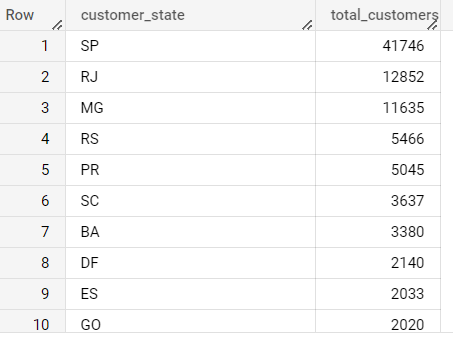 Row customer_state total_customers
1 SP 41746
2 RJ 12852
3 MG 11635
4 RS 5466
5 PR 5045
6 SC 3637
7 BA 3380
8 DF 2140
9 ES 2033
10 GO 2020